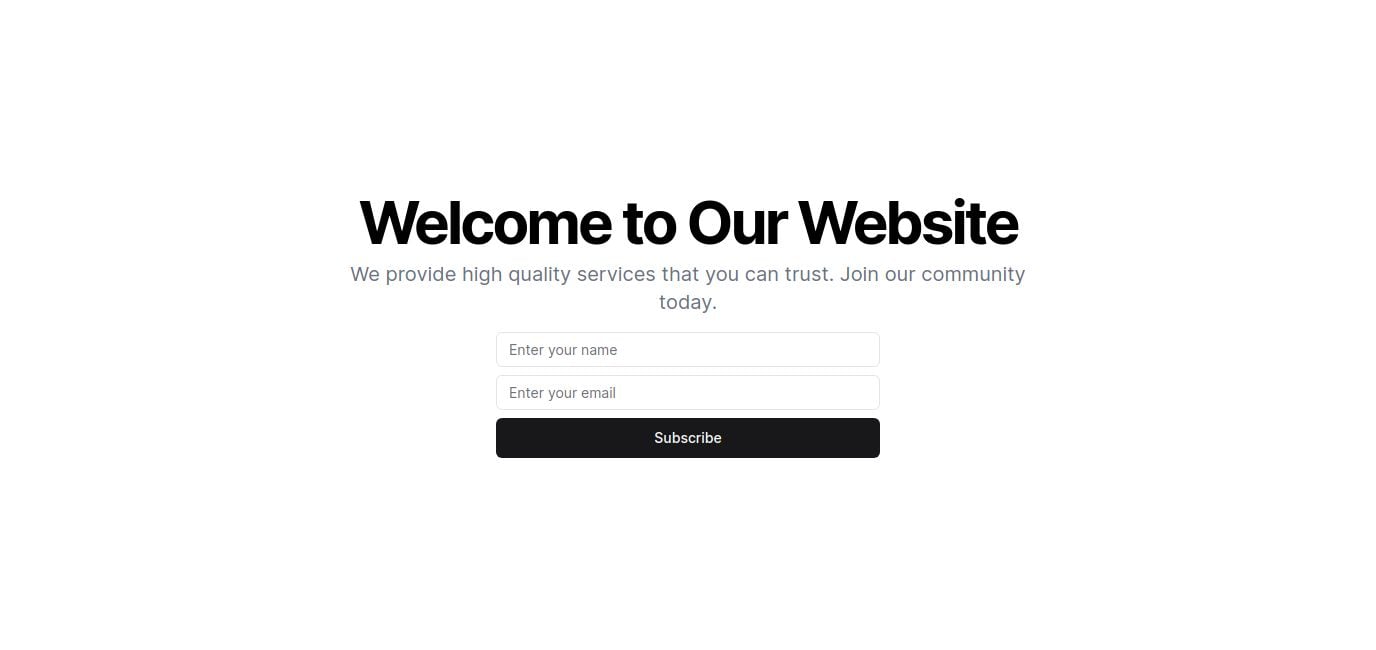 Welcome to Our Website
We provide high quality services that you can trust. Join our community
today.
Enter your name
Enter your email
Subscribe